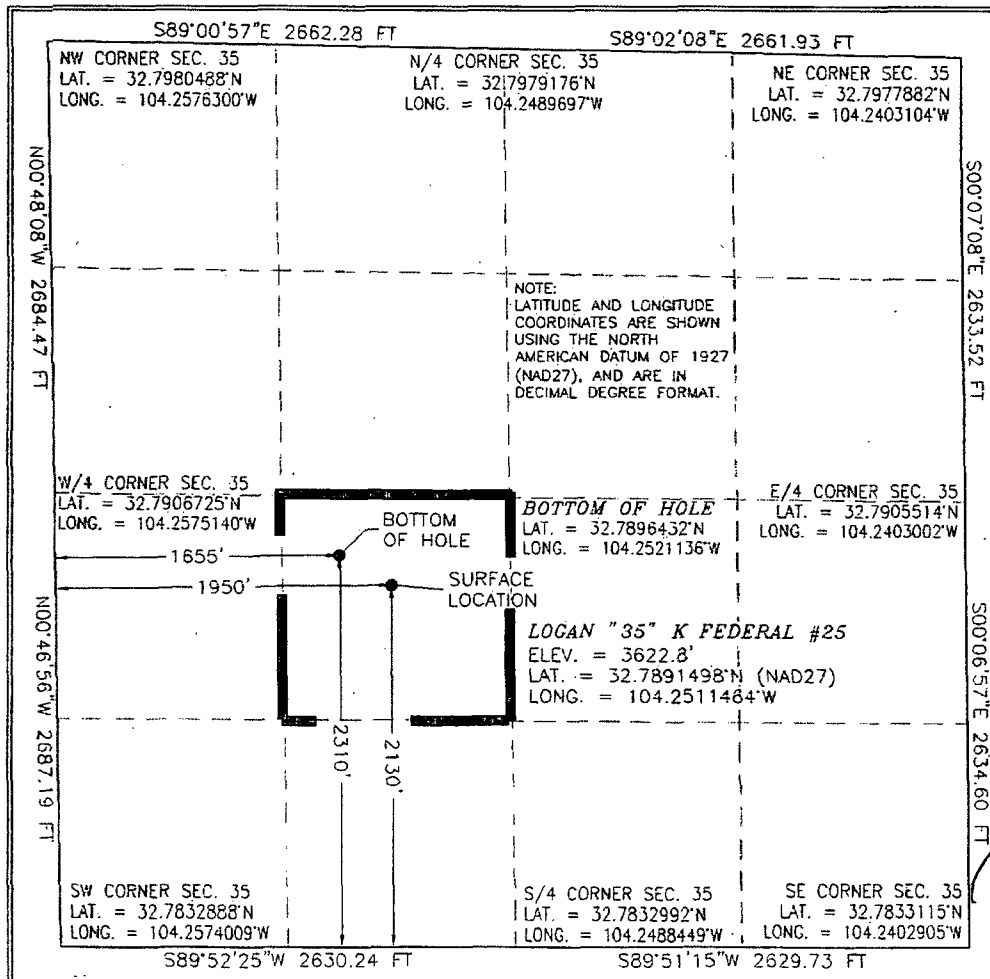 S89°00'57"E 2662.28 FT
S89°02'08"E 2661.93 FT
NW CORNER SEC. 35
LAT. = 32.7980488°N
LONG. = 104.2576300°W
N/4 CORNER SEC. 35
LAT. = 32.7979176°N
LONG. = 104.2489697°W
NE CORNER SEC. 35
LAT. = 32.7977882°N
LONG. = 104.2403104°W
N00°48'08"W 2684.47 FT
S00°07'08"E 2633.52 FT
NOTE:
LATITUDE AND LONGITUDE
COORDINATES ARE SHOWN
USING THE NORTH
AMERICAN DATUM OF 1927
(NAD27), AND ARE IN
DECIMAL DEGREE FORMAT.
W/4 CORNER SEC. 35
LAT. = 32.7906725°N
LONG. = 104.2575140°W
BOTTOM OF HOLE
LAT. = 32.7896432°N
LONG. = 104.2521136°W
E/4 CORNER SEC. 35
LAT. = 32.7905514°N
LONG. = 104.2403002°W
BOTTOM
OF HOLE
1655'
1950'
SURFACE
LOCATION
LOGAN "35" K FEDERAL #25
ELEV. = 3622.8'
LAT. = 32.7891498°N (NAD27)
LONG. = 104.2511464°W
N00°46'56"W 2687.19 FT
S00°06'57"E 2634.60 FT
2310'
2130'
SW CORNER SEC. 35
LAT. = 32.7832888°N
LONG. = 104.2574009°W
S/4 CORNER SEC. 35
LAT. = 32.7832992°N
LONG. = 104.2488449°W
SE CORNER SEC. 35
LAT. = 32.7833115°N
LONG. = 104.2402905°W
S89°52'25"W 2630.24 FT
S89°51'15"W 2629.73 FT